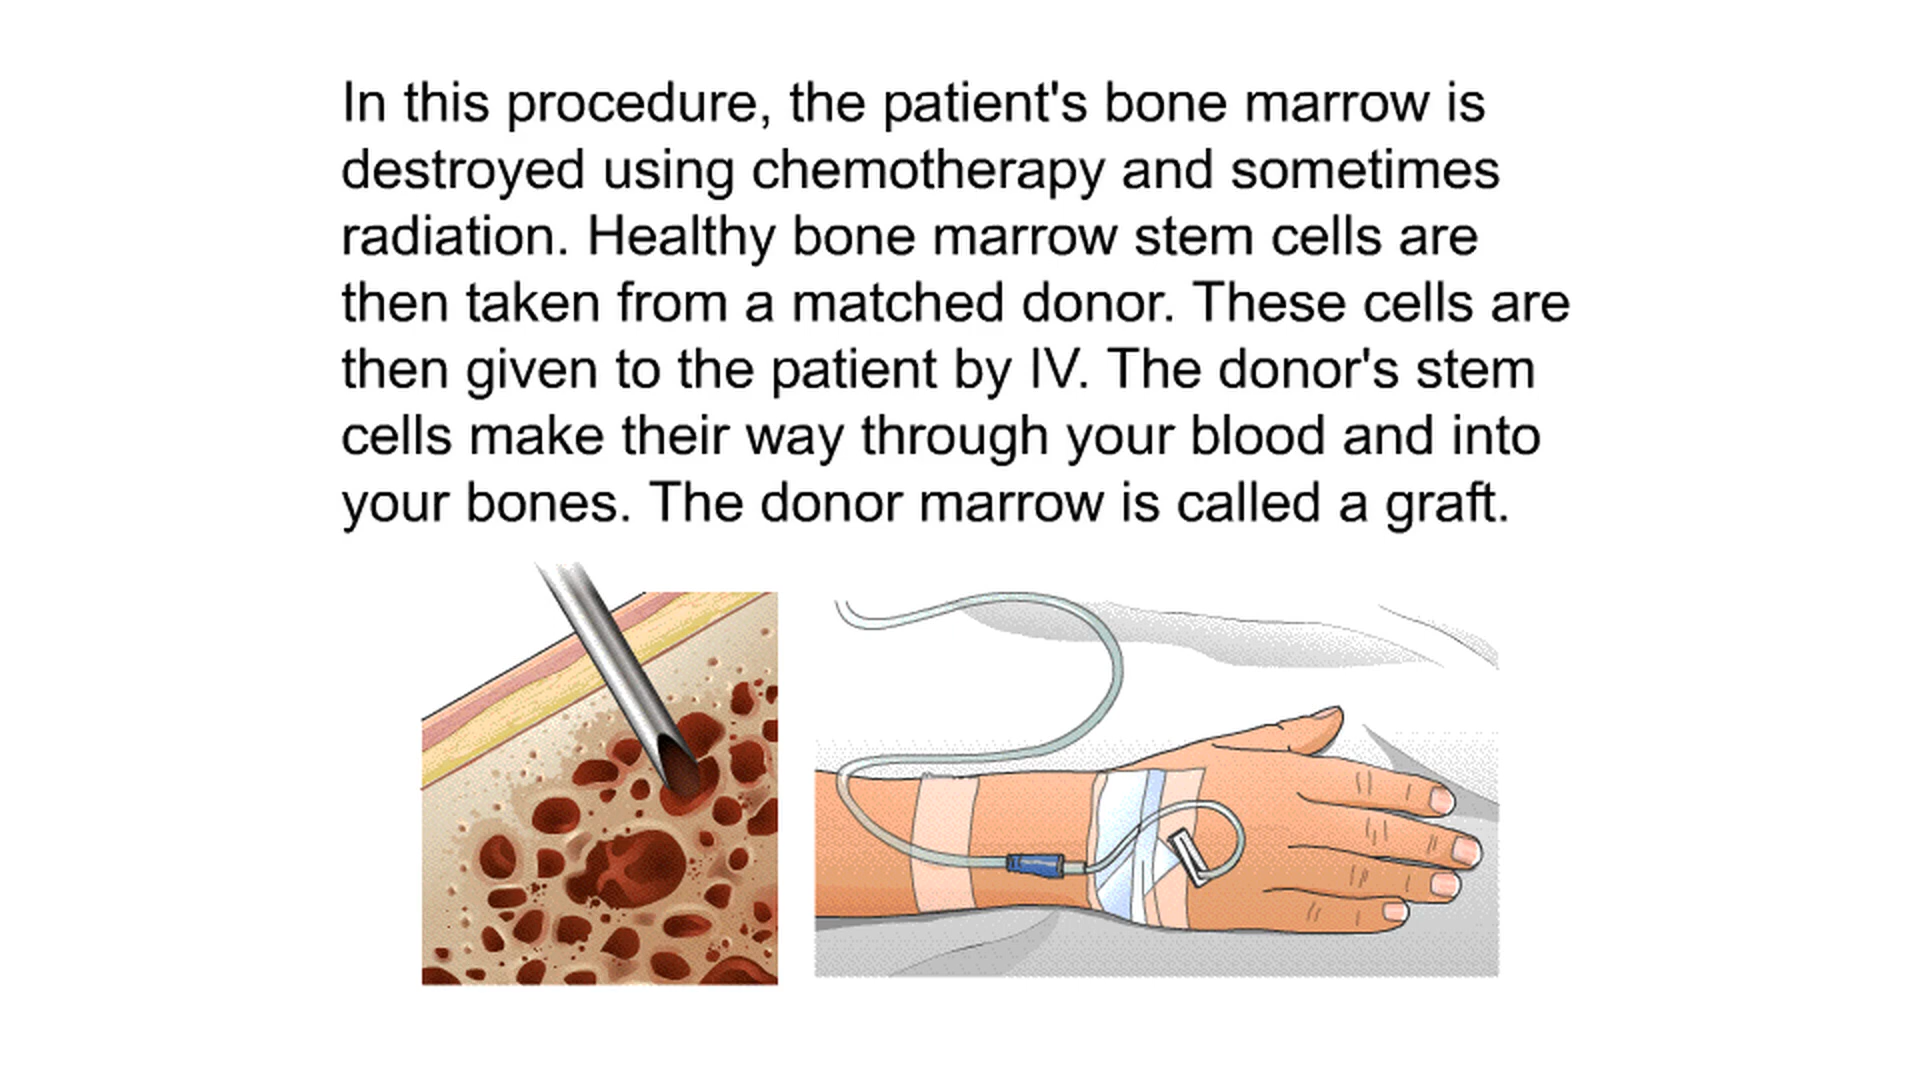 In this procedure, the patient's bone marrow is
destroyed using chemotherapy and sometimes
radiation. Healthy bone marrow stem cells are
then taken from a matched donor. These cells are
then given to the patient by IV. The donor's stem
cells make their way through your blood and into
your bones. The donor marrow is called a graft.